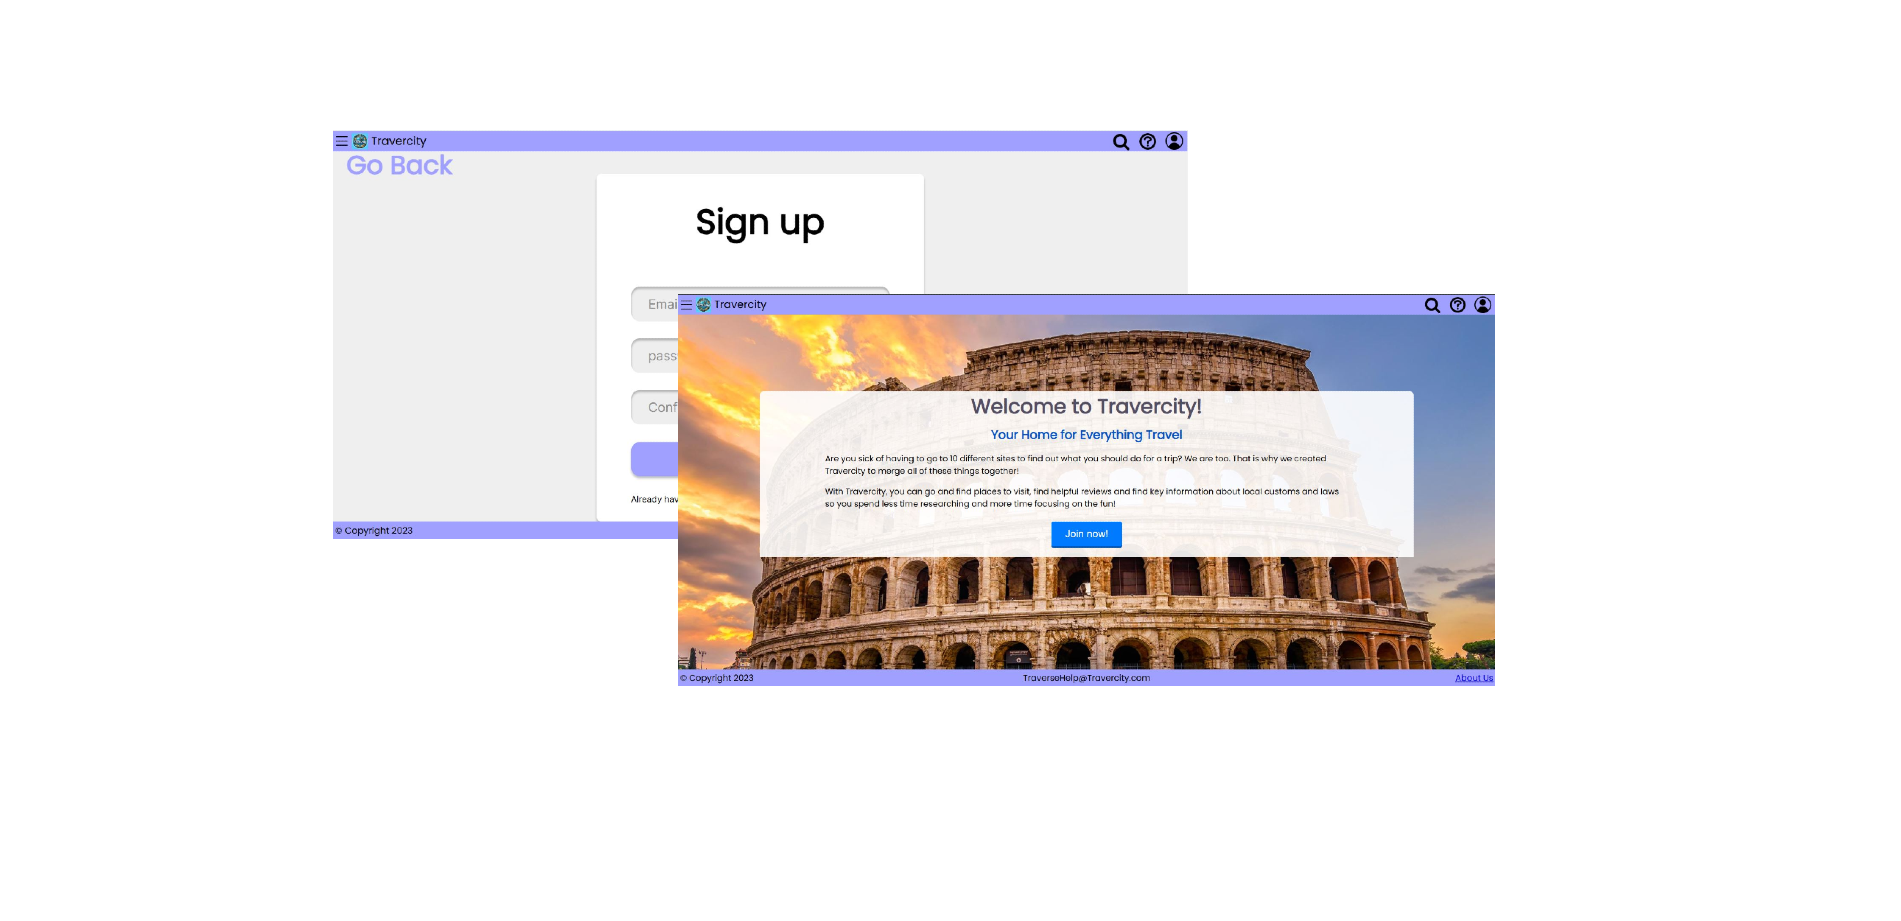 Travercity
Go Back
Sign up
Emai
pass
Conf
Already hav
© Copyright 2023
Travercity
Welcome to Travercity!
Your Home for Everything Travel
Are you sick of having to go to 10 different sites to find out what you should do for a trip? We are too. That is why we created
Travercity to merge all of these things together!
With Travercity, you can go and find places to visit, find helpful reviews and find key information about local customs and laws
so you spend less time researching and more time focusing on the fun!
Join now!
© Copyright 2023
TraverseHelp@Travercity.com
About Us